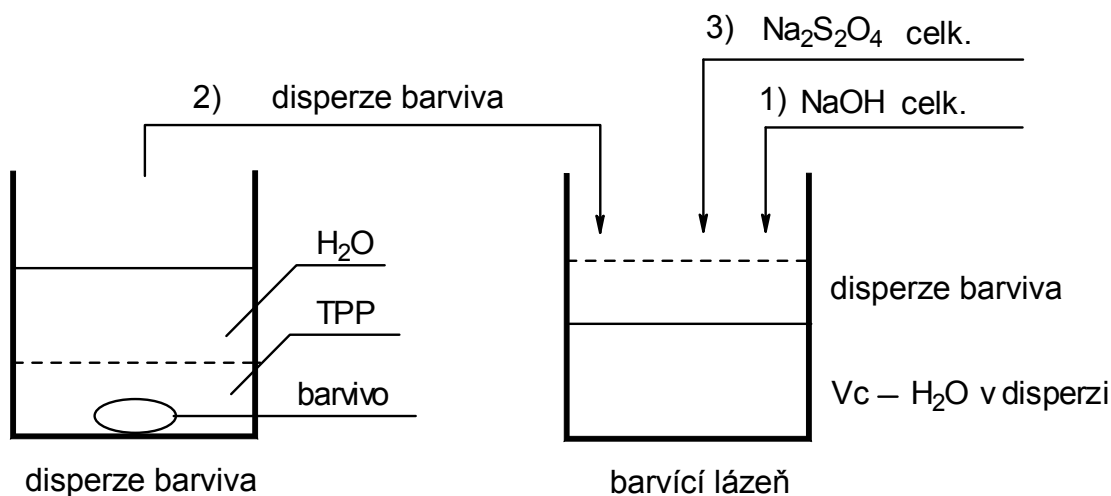 3) Na₂S₂O₄ celk.
2) disperze barviva
1) NaOH celk.
H₂O
TPP
barvivo
disperze barviva
Vc – H₂O v disperzi
disperze barviva
barvící lázeň